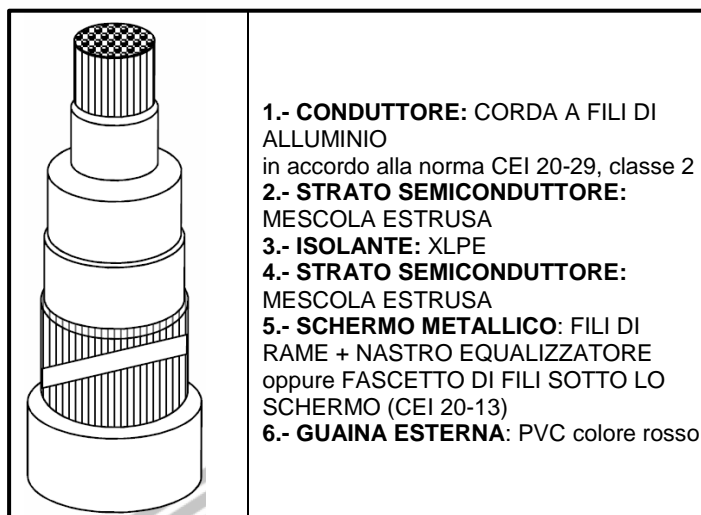 1.- CONDUTTORE: CORDA A FILI DI
ALLUMINIO
in accordo alla norma CEI 20-29, classe 2
2.- STRATO SEMICONDUTTORE:
MESCOLA ESTRUSA
3.- ISOLANTE: XLPE
4.- STRATO SEMICONDUTTORE:
MESCOLA ESTRUSA
5.- SCHERMO METALLICO: FILI DI
RAME + NASTRO EQUALIZZATORE
oppure FASCETTO DI FILI SOTTO LO
SCHERMO (CEI 20-13)
6.- GUAINA ESTERNA: PVC colore rosso